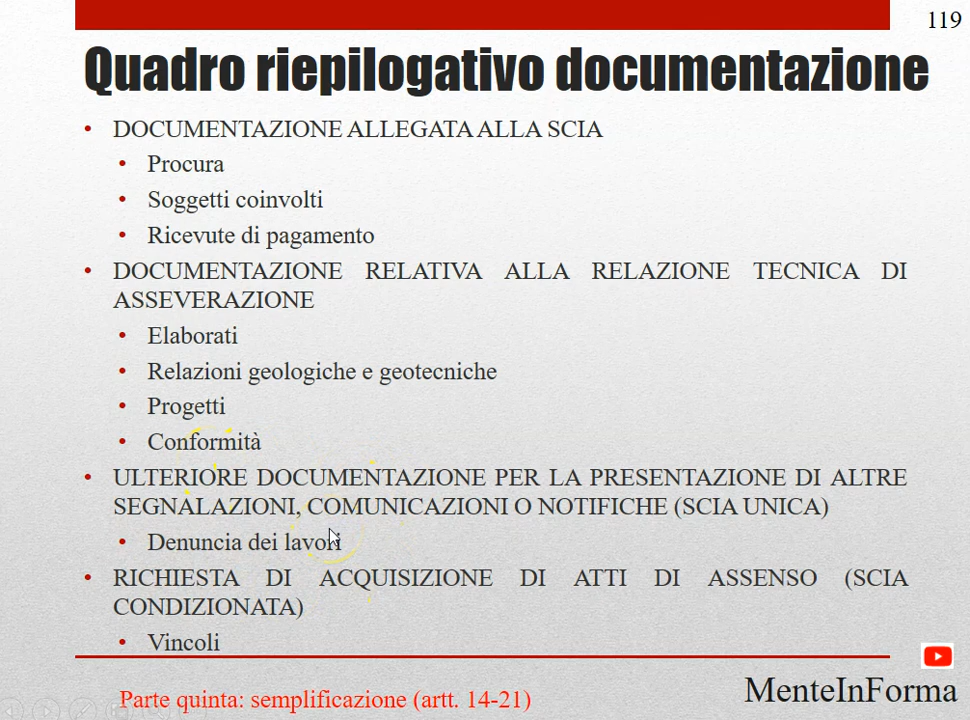 119
Quadro riepilogativo documentazione
• DOCUMENTAZIONE ALLEGATA ALLA SCIA
• Procura
• Soggetti coinvolti
• Ricevute di pagamento
• DOCUMENTAZIONE RELATIVA ALLA RELAZIONE TECNICA DI
ASSEVERAZIONE
• Elaborati
• Relazioni geologiche e geotecniche
• Progetti
• Conformità
• ULTERIORE DOCUMENTAZIONE PER LA PRESENTAZIONE DI ALTRE
SEGNALAZIONI, COMUNICAZIONI O NOTIFICHE (SCIA UNICA)
• Denuncia dei lavori
• RICHIESTA DI ACQUISIZIONE DI ATTI DI ASSENSO (SCIA
CONDIZIONATA)
• Vincoli
Parte quinta: semplificazione (artt. 14-21)
MenteInForma